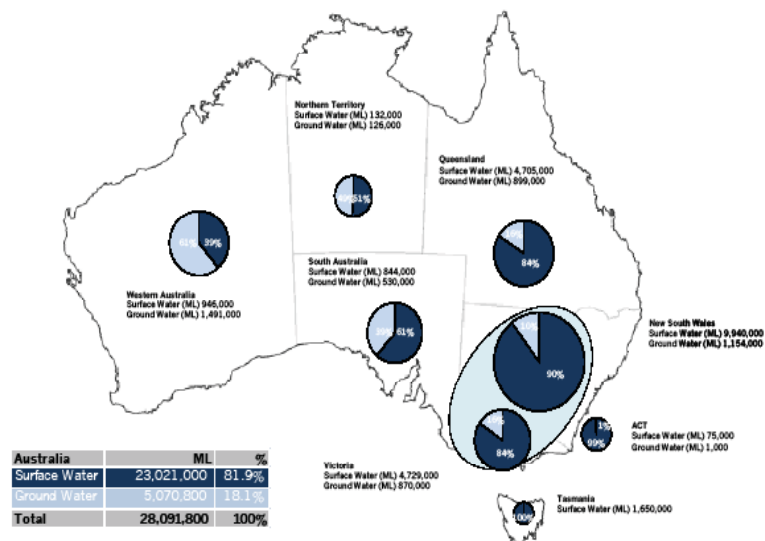 Northern Territory
Surface Water (ML) 132,000
Ground Water (ML) 126,000
49% 51%
Queensland
Surface Water (ML) 4,705,000
Ground Water (ML) 899,000
16%
84%
61% 39%
Western Australia
Surface Water (ML) 946,000
Ground Water (ML) 1,491,000
South Australia
Surface Water (ML) 844,000
Ground Water (ML) 530,000
39% 61%
New South Wales
Surface Water (ML) 9,940,000
Ground Water (ML) 1,154,000
10%
90%
ACT
Surface Water (ML) 75,000
Ground Water (ML) 1,000
1%
99%
84%
Victoria
Surface Water (ML) 4,729,000
Ground Water (ML) 870,000
Tasmania
Surface Water (ML) 1,650,000
100%
Australia ML %
Surface Water 23,021,000 81.9%
Ground Water 5,070,800 18.1%
Total 28,091,800 100%